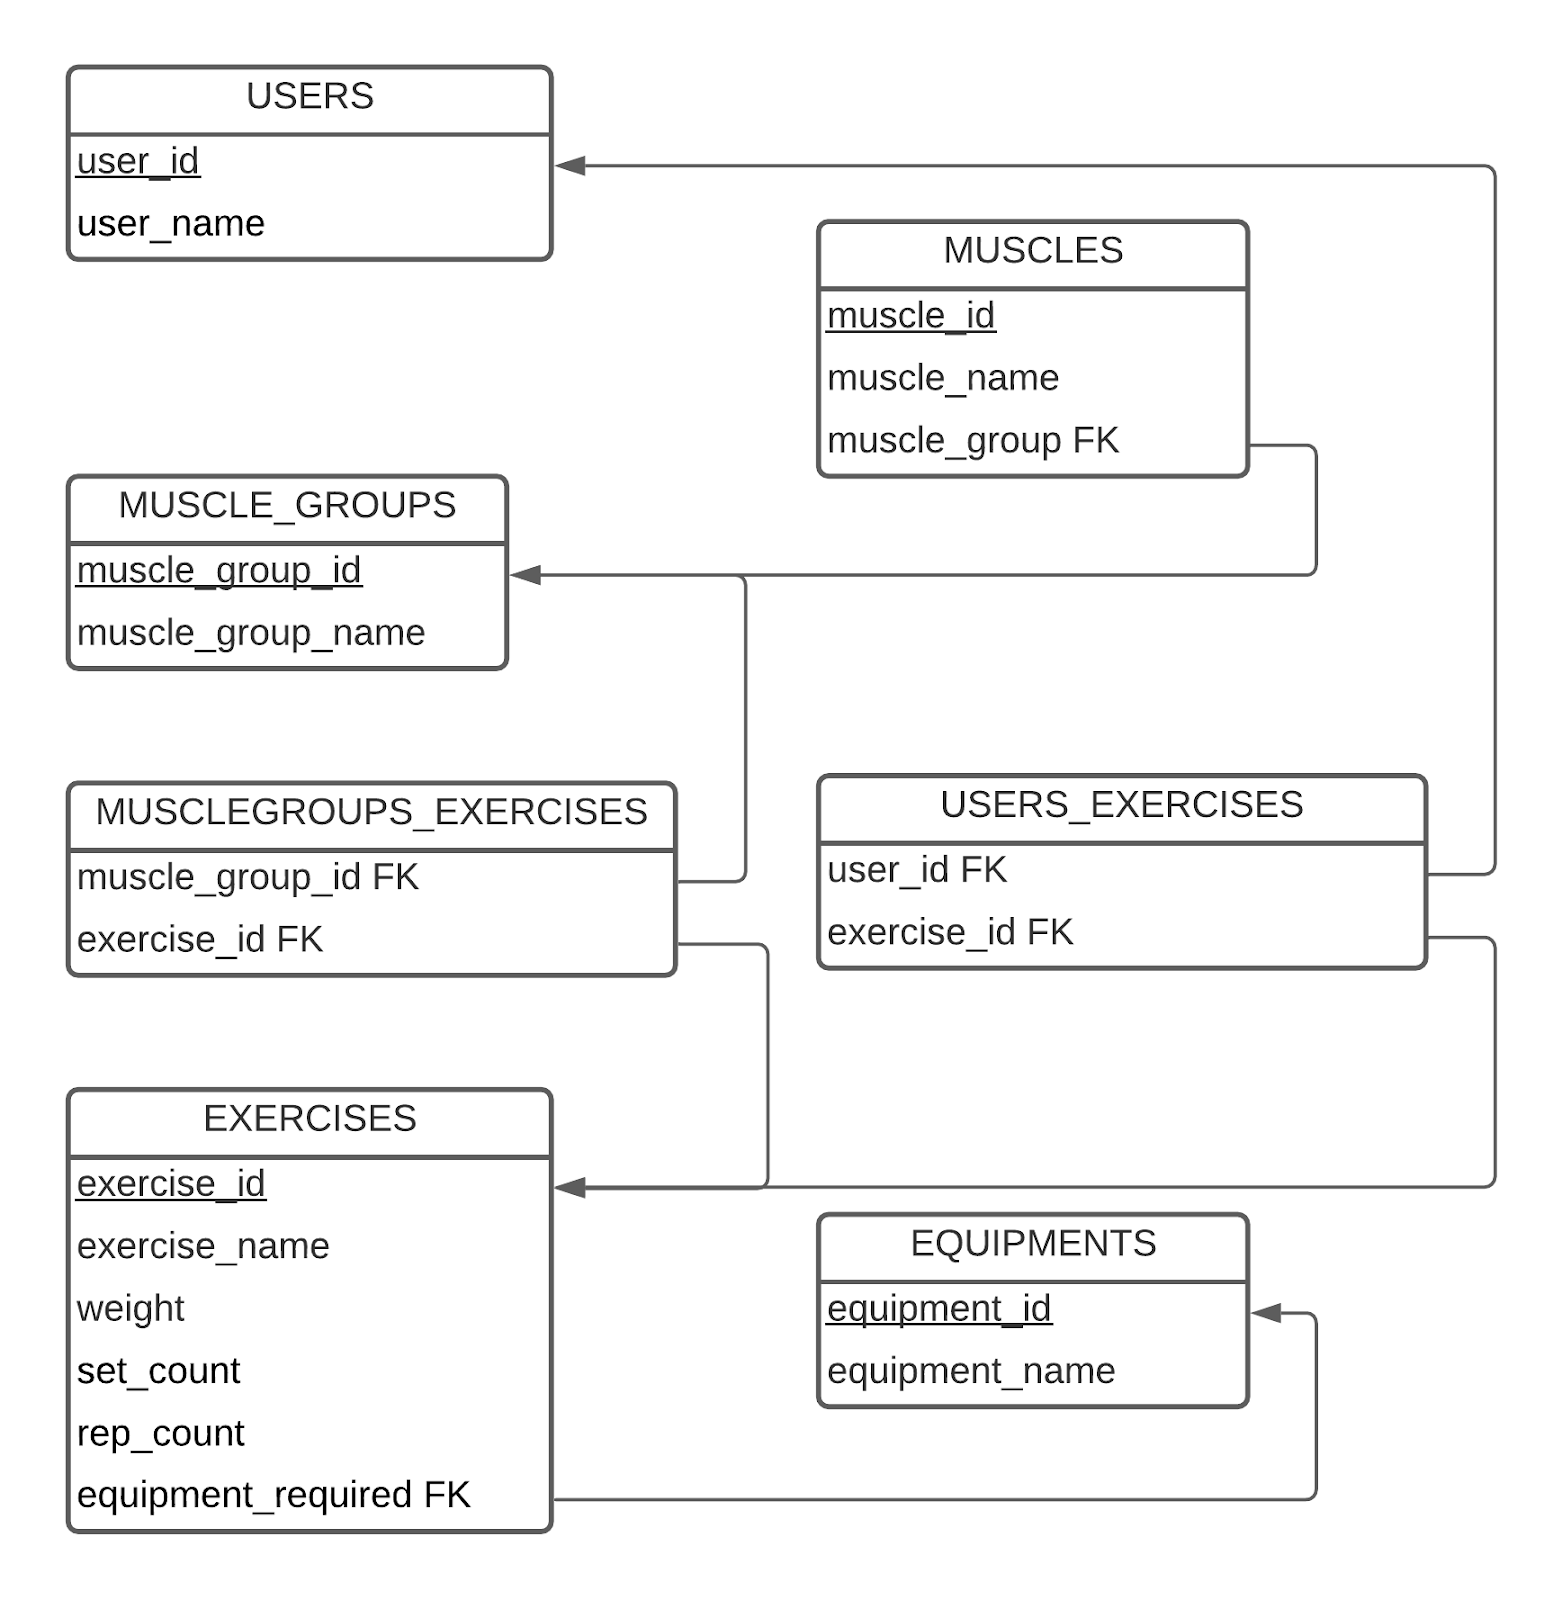 USERS
user_id
user_name
MUSCLES
muscle_id
muscle_name
muscle_group FK
MUSCLE_GROUPS
muscle_group_id
muscle_group_name
MUSCLEGROUPS_EXERCISES
muscle_group_id FK
exercise_id FK
USERS_EXERCISES
user_id FK
exercise_id FK
EXERCISES
exercise_id
exercise_name
weight
set_count
rep_count
equipment_required FK
EQUIPMENTS
equipment_id
equipment_name